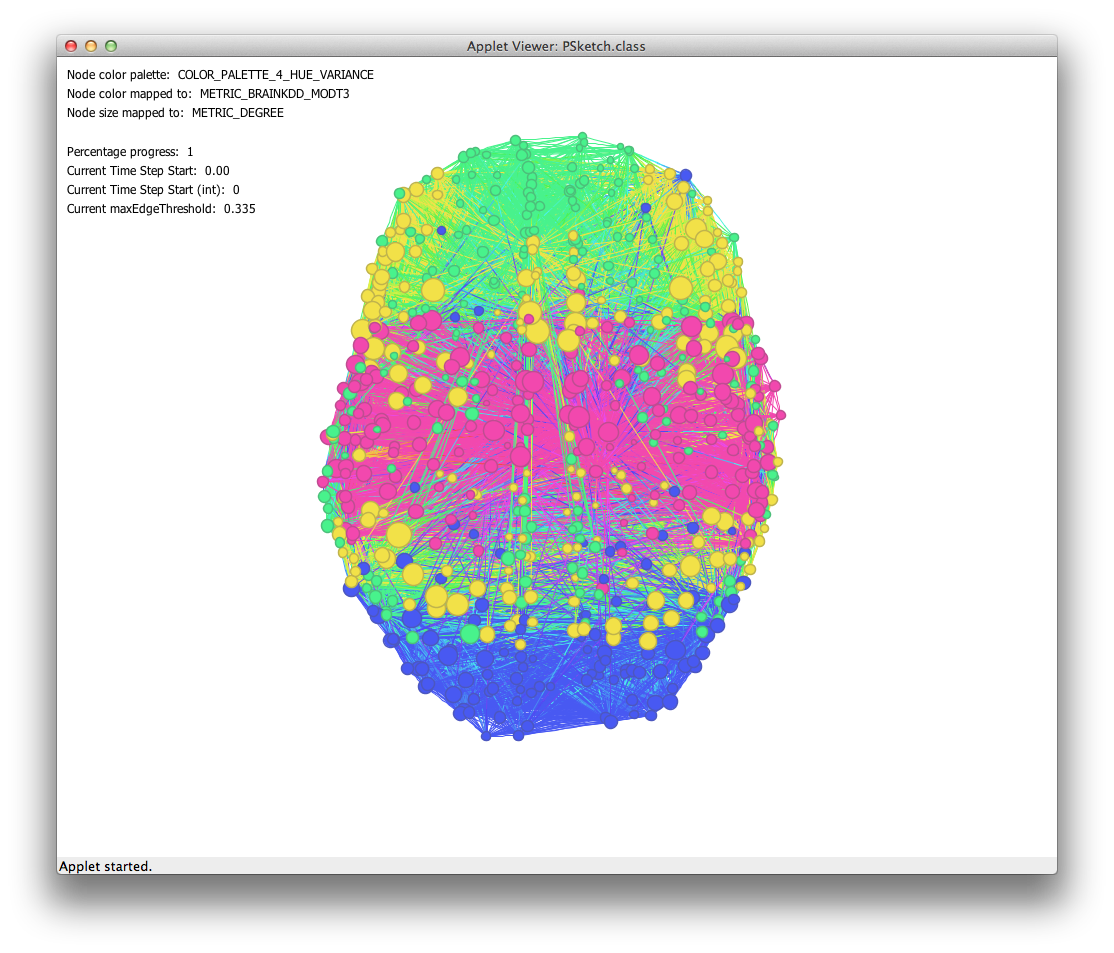 Applet Viewer: PSketch.class
Node color palette: COLOR_PALETTE_4_HUE_VARIANCE
Node color mapped to: METRIC_BRAINKDD_MODT3
Node size mapped to: METRIC_DEGREE
Percentage progress: 1
Current Time Step Start: 0.00
Current Time Step Start (int): 0
Current maxEdgeThreshold: 0.335
Applet started.